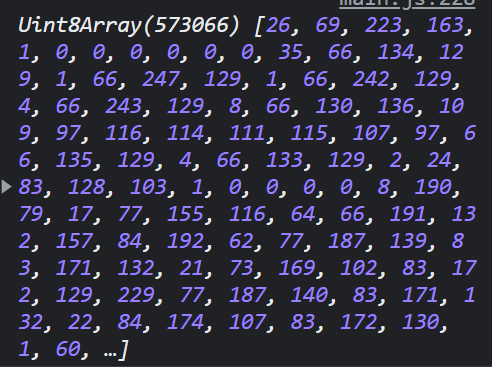 main.js:228
Uint8Array(573066) [26, 69, 223, 163,
1, 0, 0, 0, 0, 0, 0, 35, 66, 134, 12
9, 1, 66, 247, 129, 1, 66, 242, 129,
4, 66, 243, 129, 8, 66, 130, 136, 10
9, 97, 116, 114, 111, 115, 107, 97, 6
6, 135, 129, 4, 66, 133, 129, 2, 24,
83, 128, 103, 1, 0, 0, 0, 0, 8, 190,
79, 17, 77, 155, 116, 64, 66, 191, 13
2, 157, 84, 192, 62, 77, 187, 139, 8
3, 171, 132, 21, 73, 169, 102, 83, 17
2, 129, 229, 77, 187, 140, 83, 171, 1
32, 22, 84, 174, 107, 83, 172, 130,
1, 60, …]